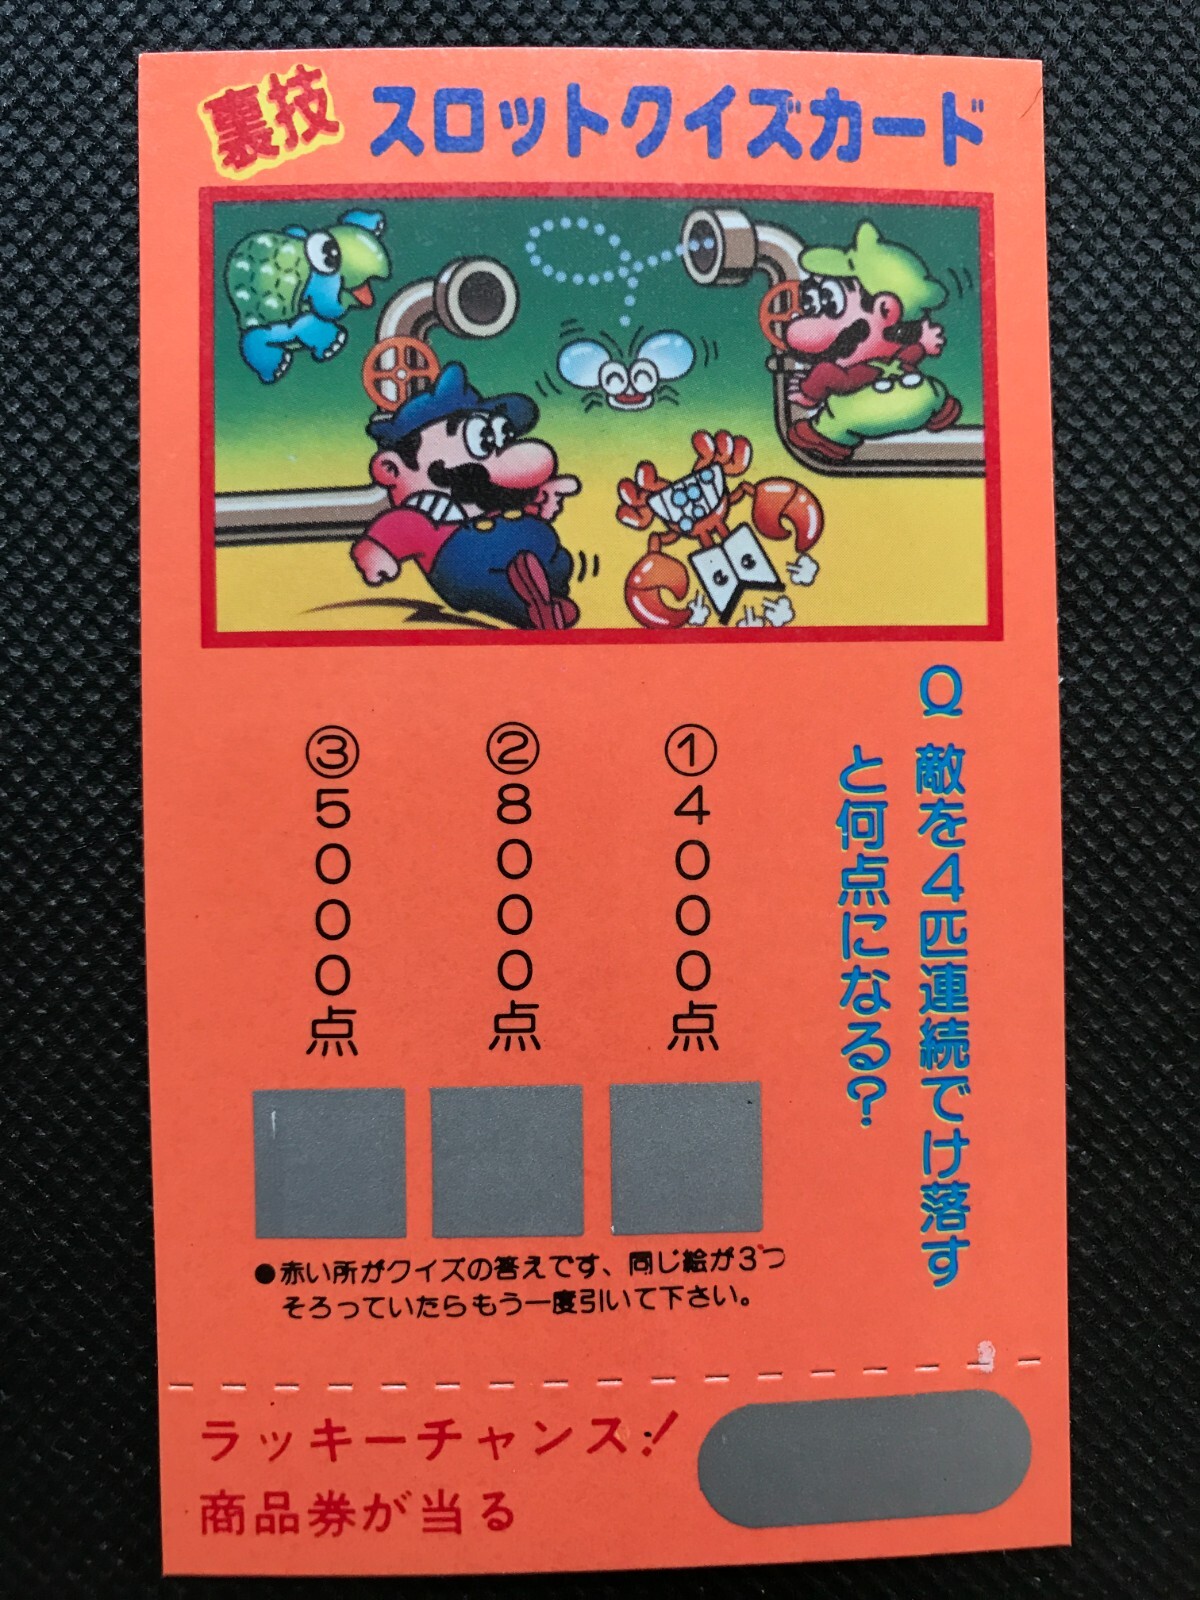 裏技 スロットクイズカード
Q 敵を4匹連続でけ落す
と何点になる?
①4000点
②8000点
③5000点
●赤い所がクイズの答えです、同じ絵が3つ
そろっていたらもう一度引いて下さい。
ラッキーチャンス!
商品券が当る